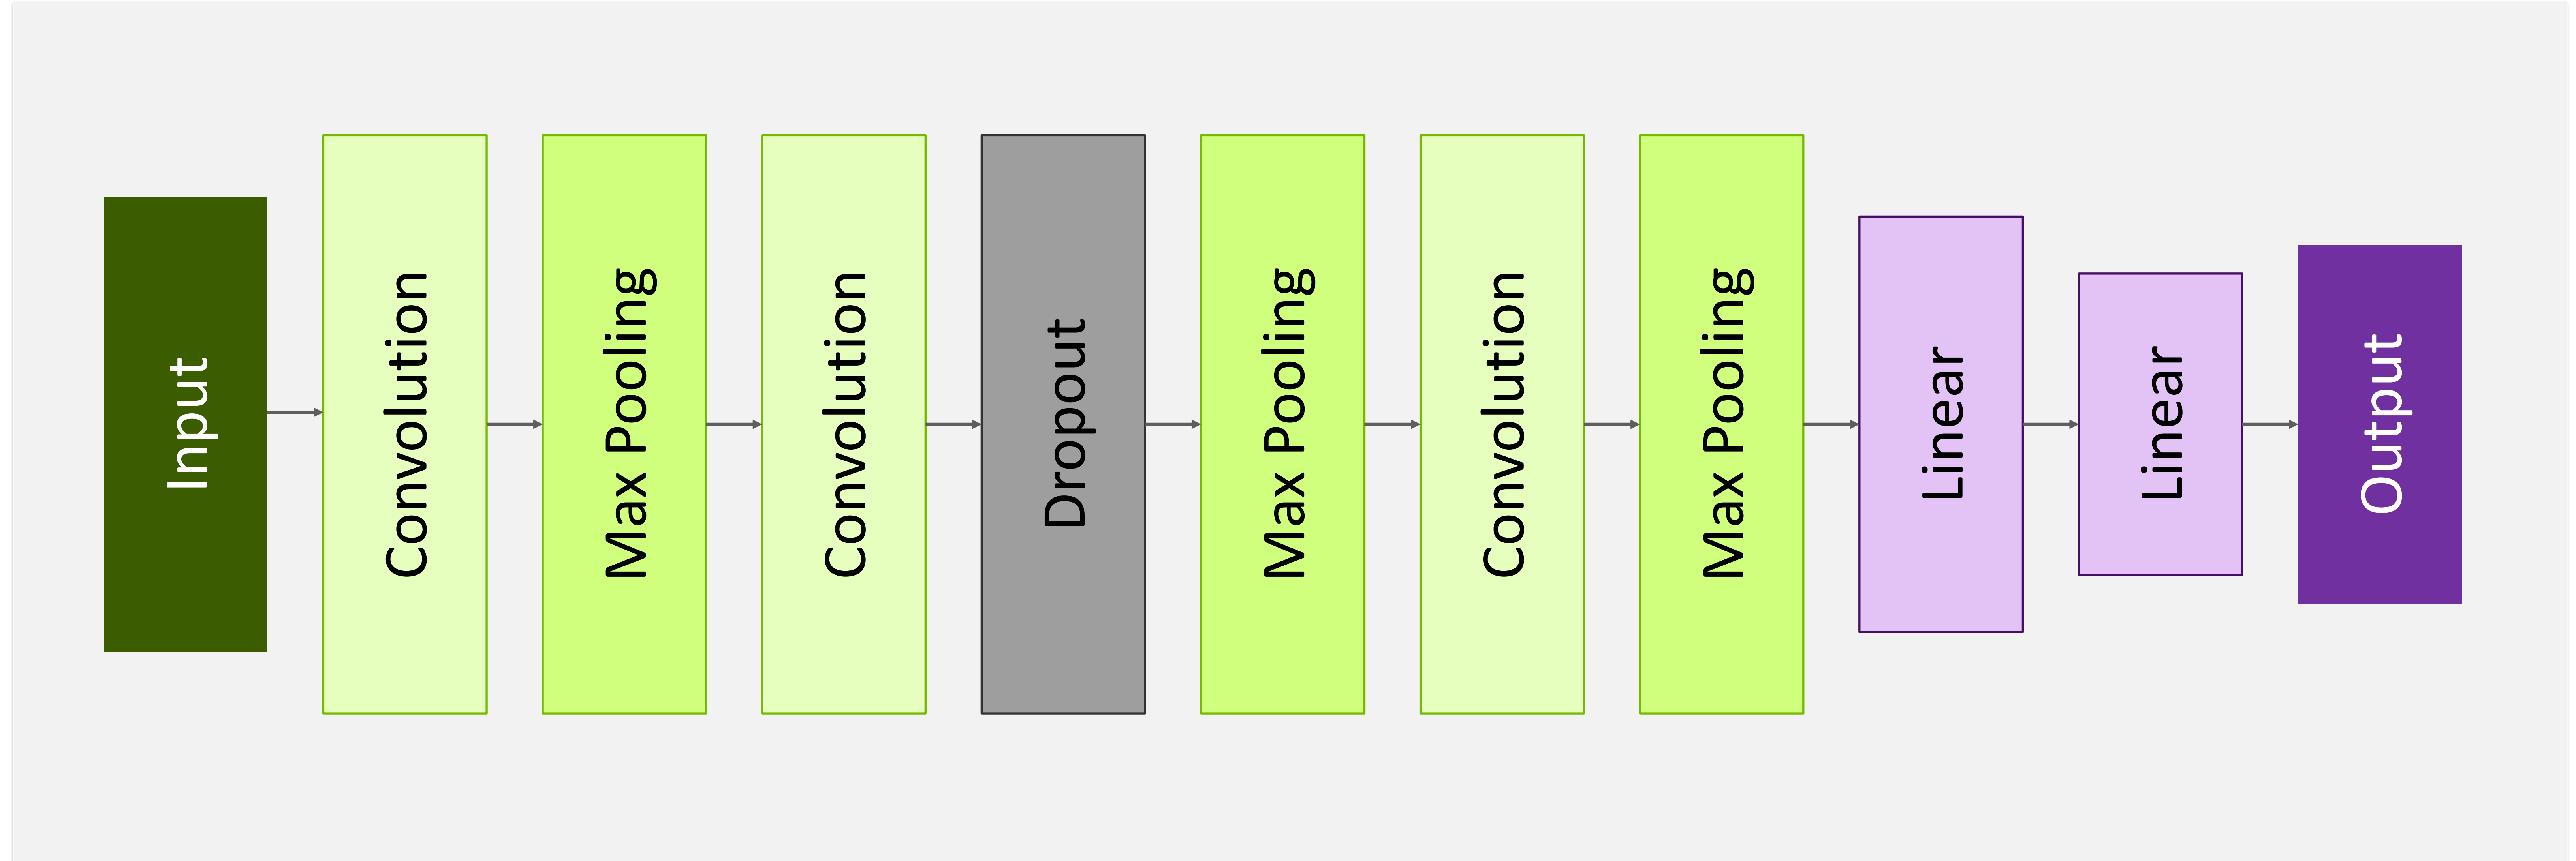 Input
Convolution
Max Pooling
Convolution
Dropout
Max Pooling
Convolution
Max Pooling
Linear
Linear
Output